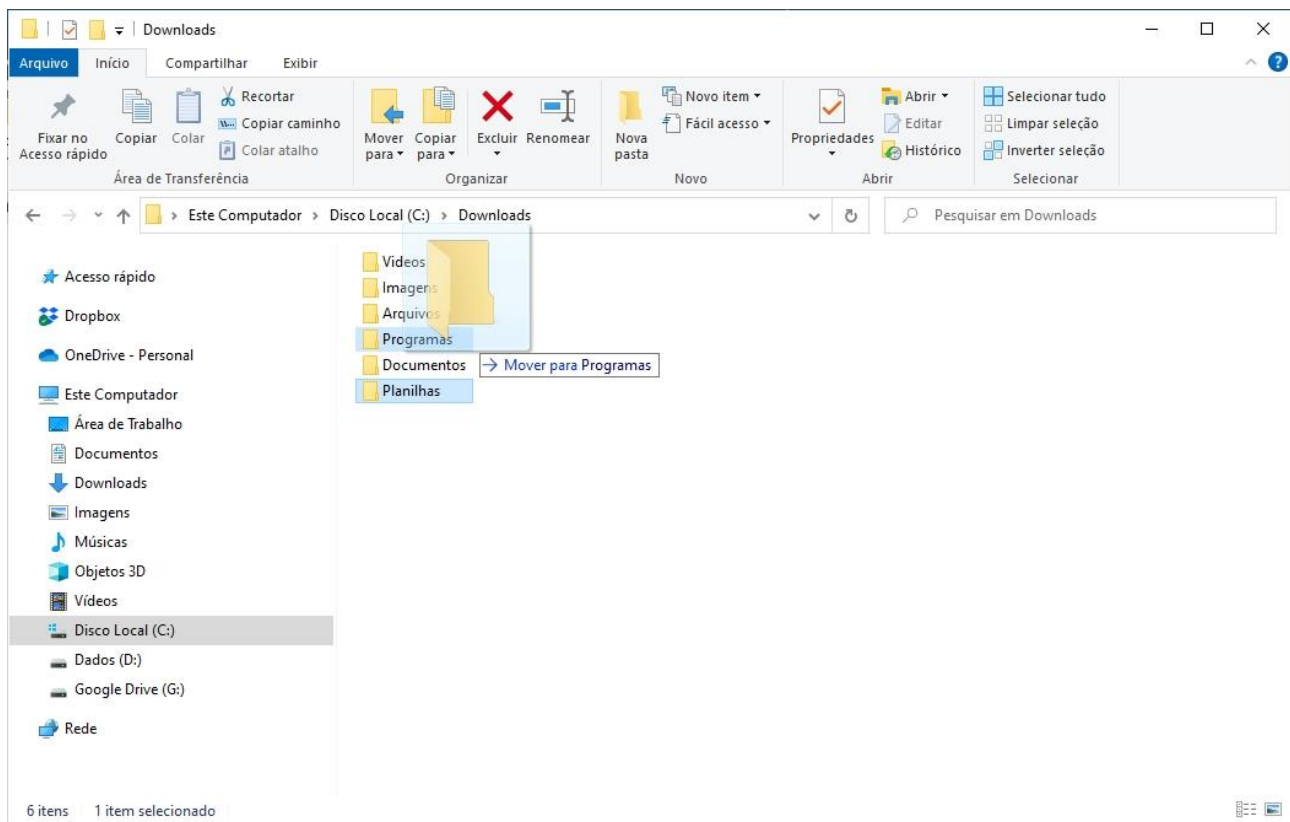 Downloads
Arquivo Início Compartilhar Exibir
Fixar no
Acesso rápido
Copiar
Colar
Recortar
Copiar caminho
Colar atalho
Área de Transferência
Mover
para
Copiar
para
Excluir
Renomear
Organizar
Nova
pasta
Novo item
Fácil acesso
Novo
Propriedades
Abrir
Editar
Histórico
Abrir
Selecionar tudo
Limpar seleção
Inverter seleção
Selecionar
Este Computador > Disco Local (C:) > Downloads
Pesquisar em Downloads
Acesso rápido
Dropbox
OneDrive - Personal
Este Computador
Área de Trabalho
Documentos
Downloads
Imagens
Músicas
Objetos 3D
Vídeos
Disco Local (C:)
Dados (D:)
Google Drive (G:)
Rede
Videos
Imagens
Arquivos
Programas
Documentos
→ Mover para Programas
Planilhas
6 itens 1 item selecionado